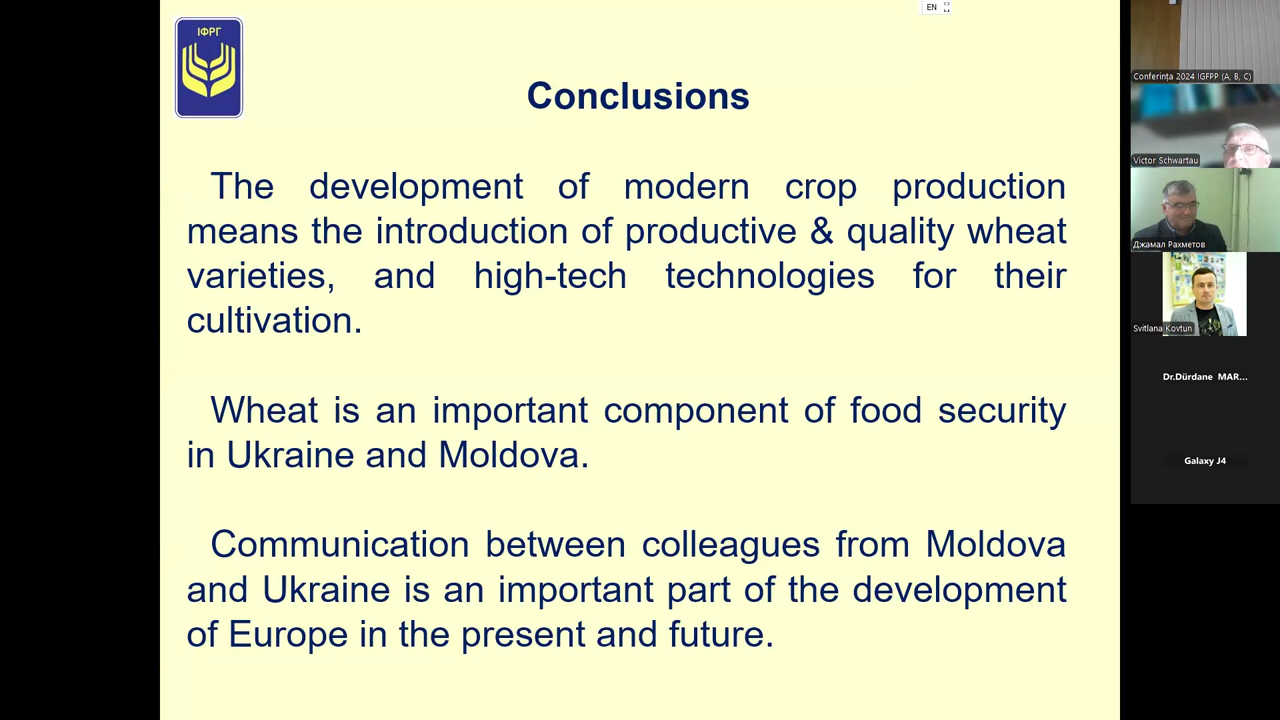 EN
ІФРГ
Conclusions
The development of modern crop production
means the introduction of productive & quality wheat
varieties, and high-tech technologies for their
cultivation.
Wheat is an important component of food security
in Ukraine and Moldova.
Communication between colleagues from Moldova
and Ukraine is an important part of the development
of Europe in the present and future.
Conferința 2024 IGFPP (A, B, C)
Victor Schwartau
Джамал Рахметов
Svitlana Kovtun
Dr.Dürdane MAR...
Galaxy J4